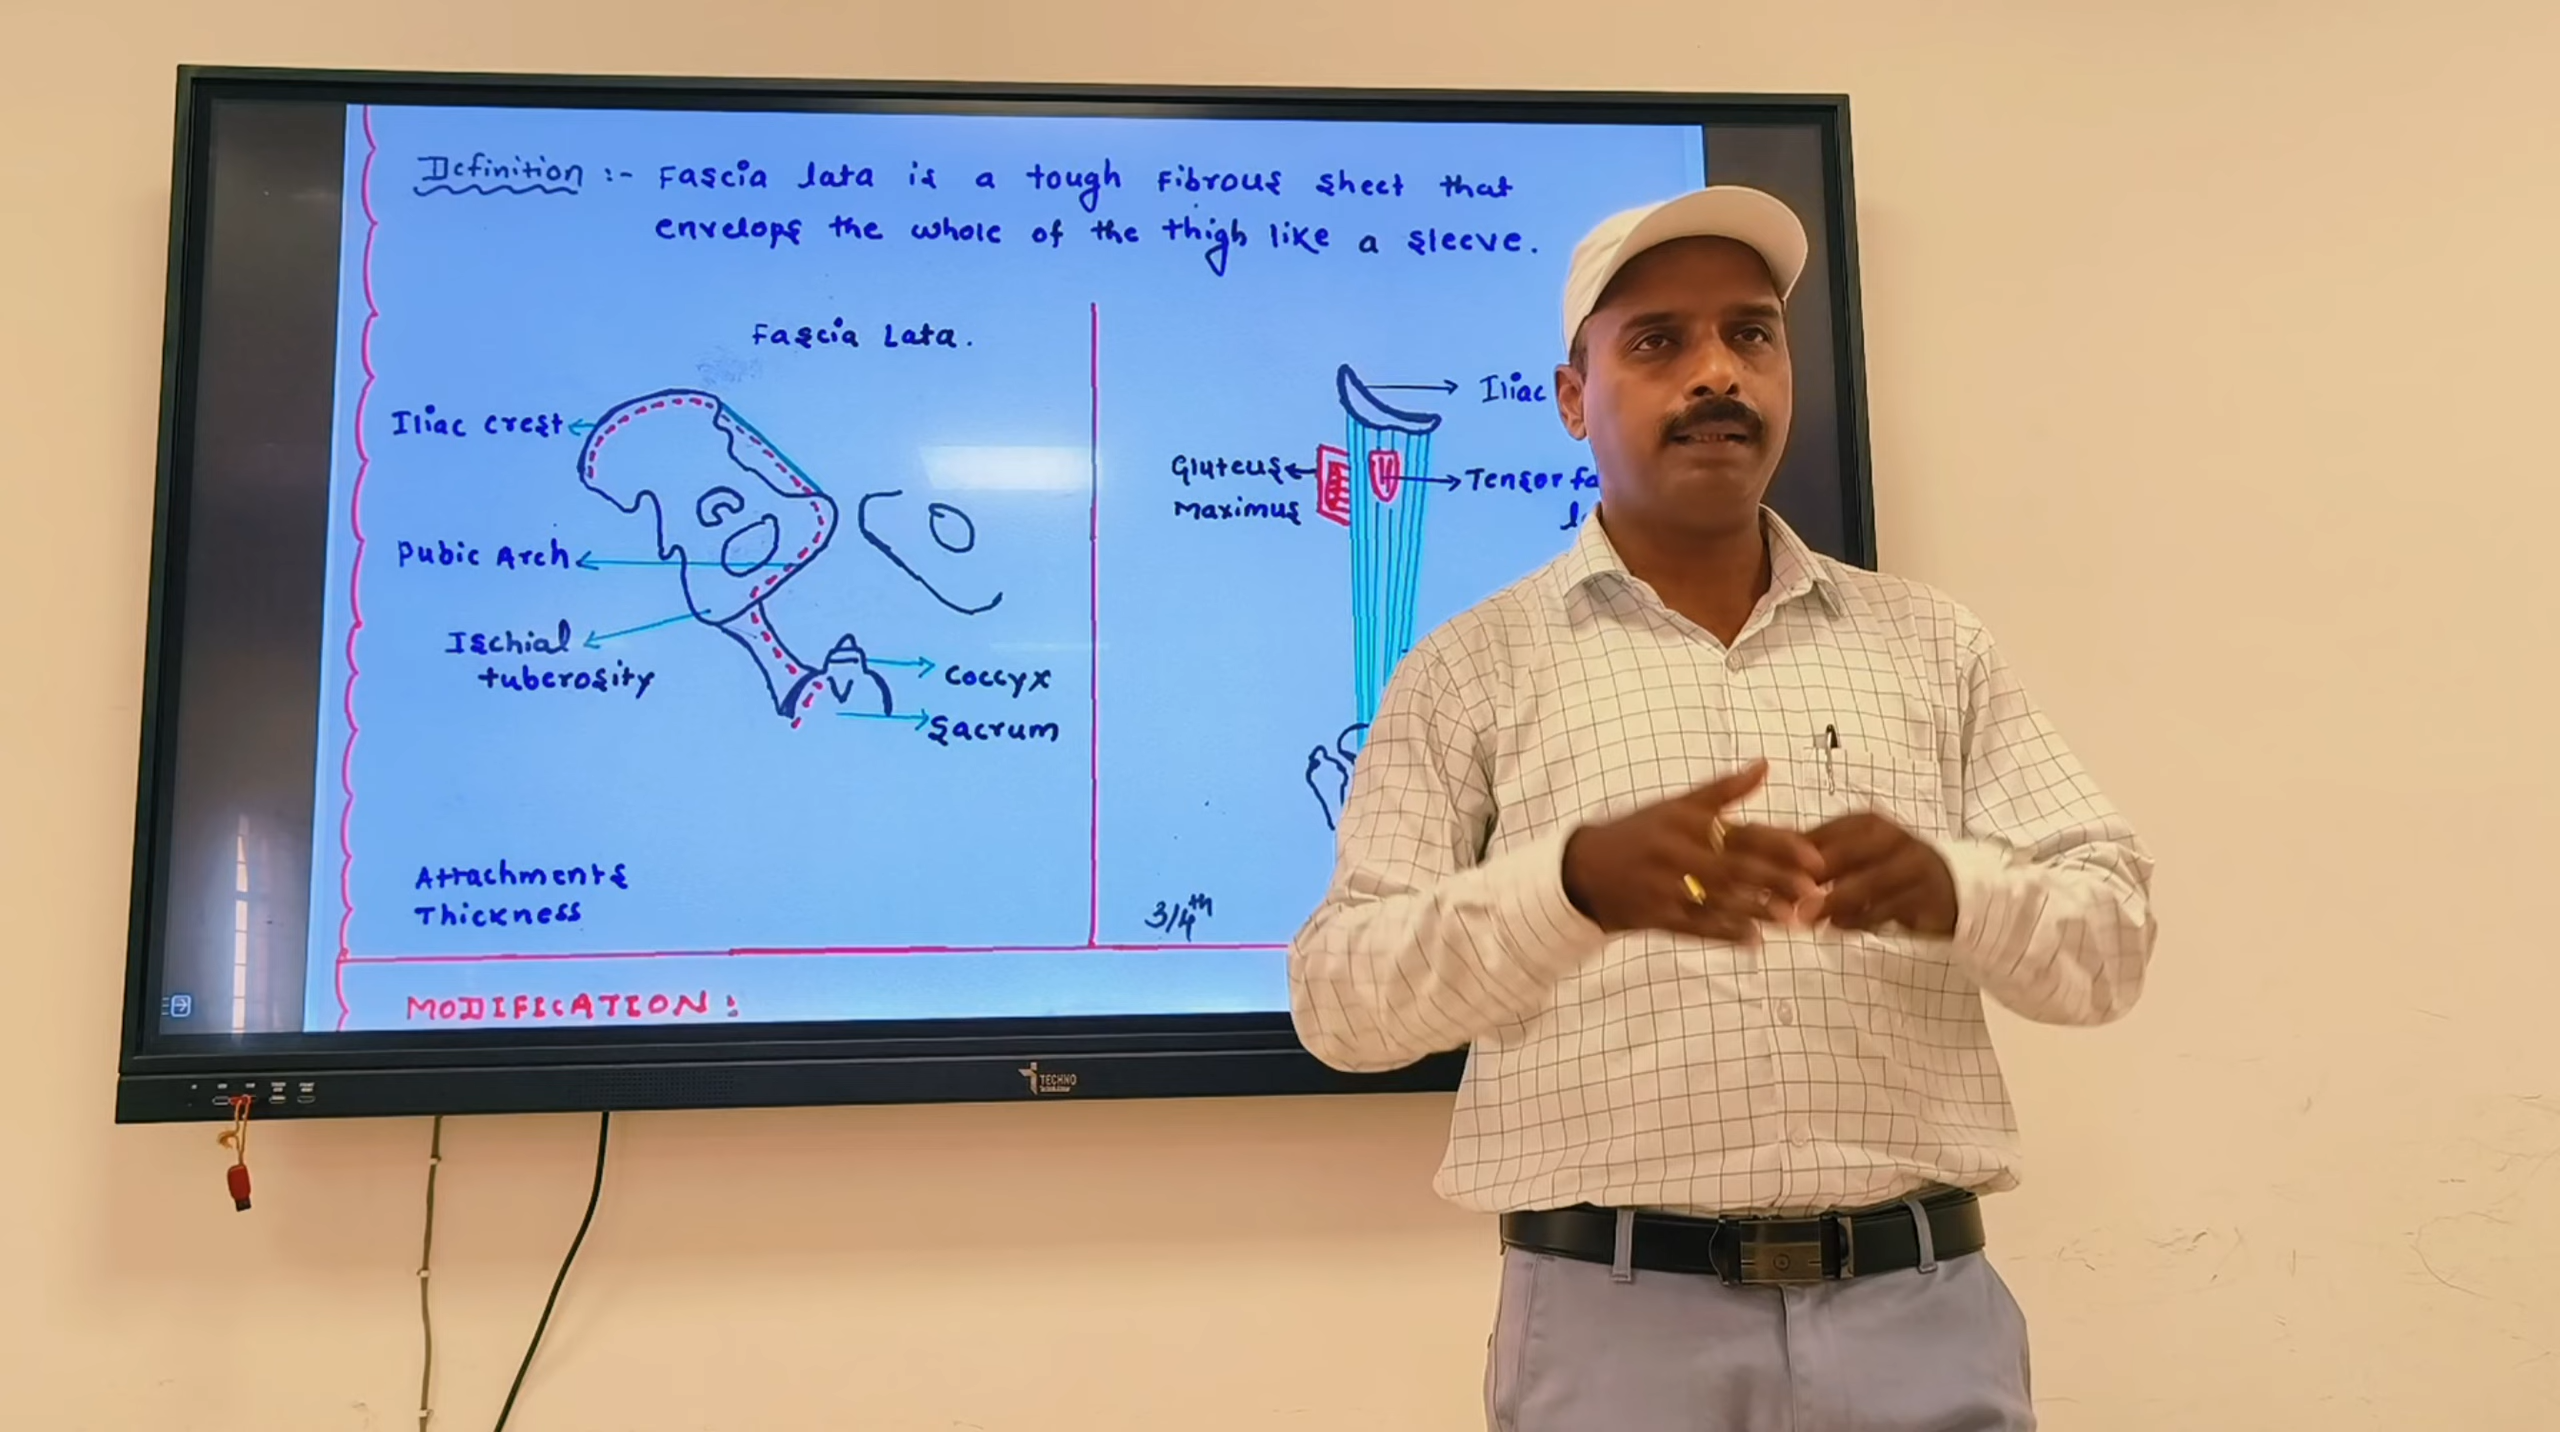 Definition :- Fascia lata is a tough fibrous sheet that
envelops the whole of the thigh like a sleeve.
Fascia Lata.
Iliac crest
Pubic Arch
Ischial
tuberosity
coccyx
sacrum
Attachments
Thickness
Iliac
Gluteus
Maximus
Tensor fa
3/4th
MODIFICATION:
TECHNO